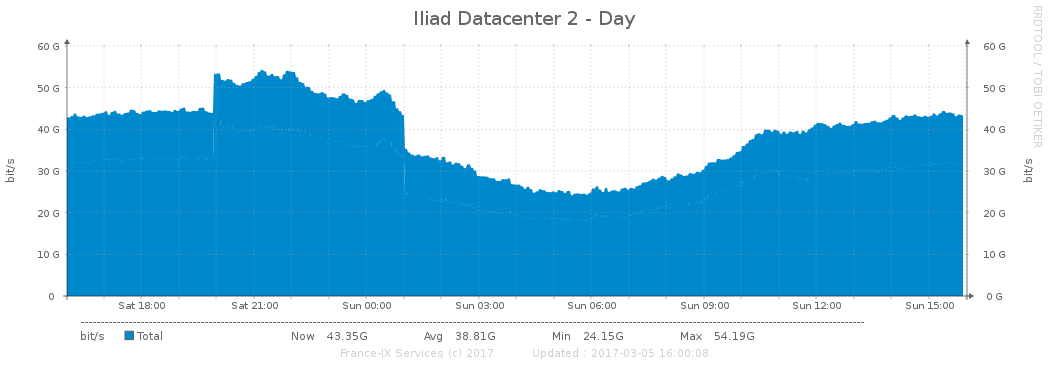 Iliad Datacenter 2 - Day
RRDTOOL / TOBI OETIKER
60 G 60 G
50 G 50 G
40 G 40 G
30 G 30 G
20 G 20 G
10 G 10 G
0 0 G
bit/s bit/s
Sat 18:00 Sat 21:00 Sun 00:00 Sun 03:00 Sun 06:00 Sun 09:00 Sun 12:00 Sun 15:00
bit/s Total Now 43.35G Avg 38.81G Min 24.15G Max 54.19G
France-IX Services (c) 2017 Updated : 2017-03-05 16:00:08